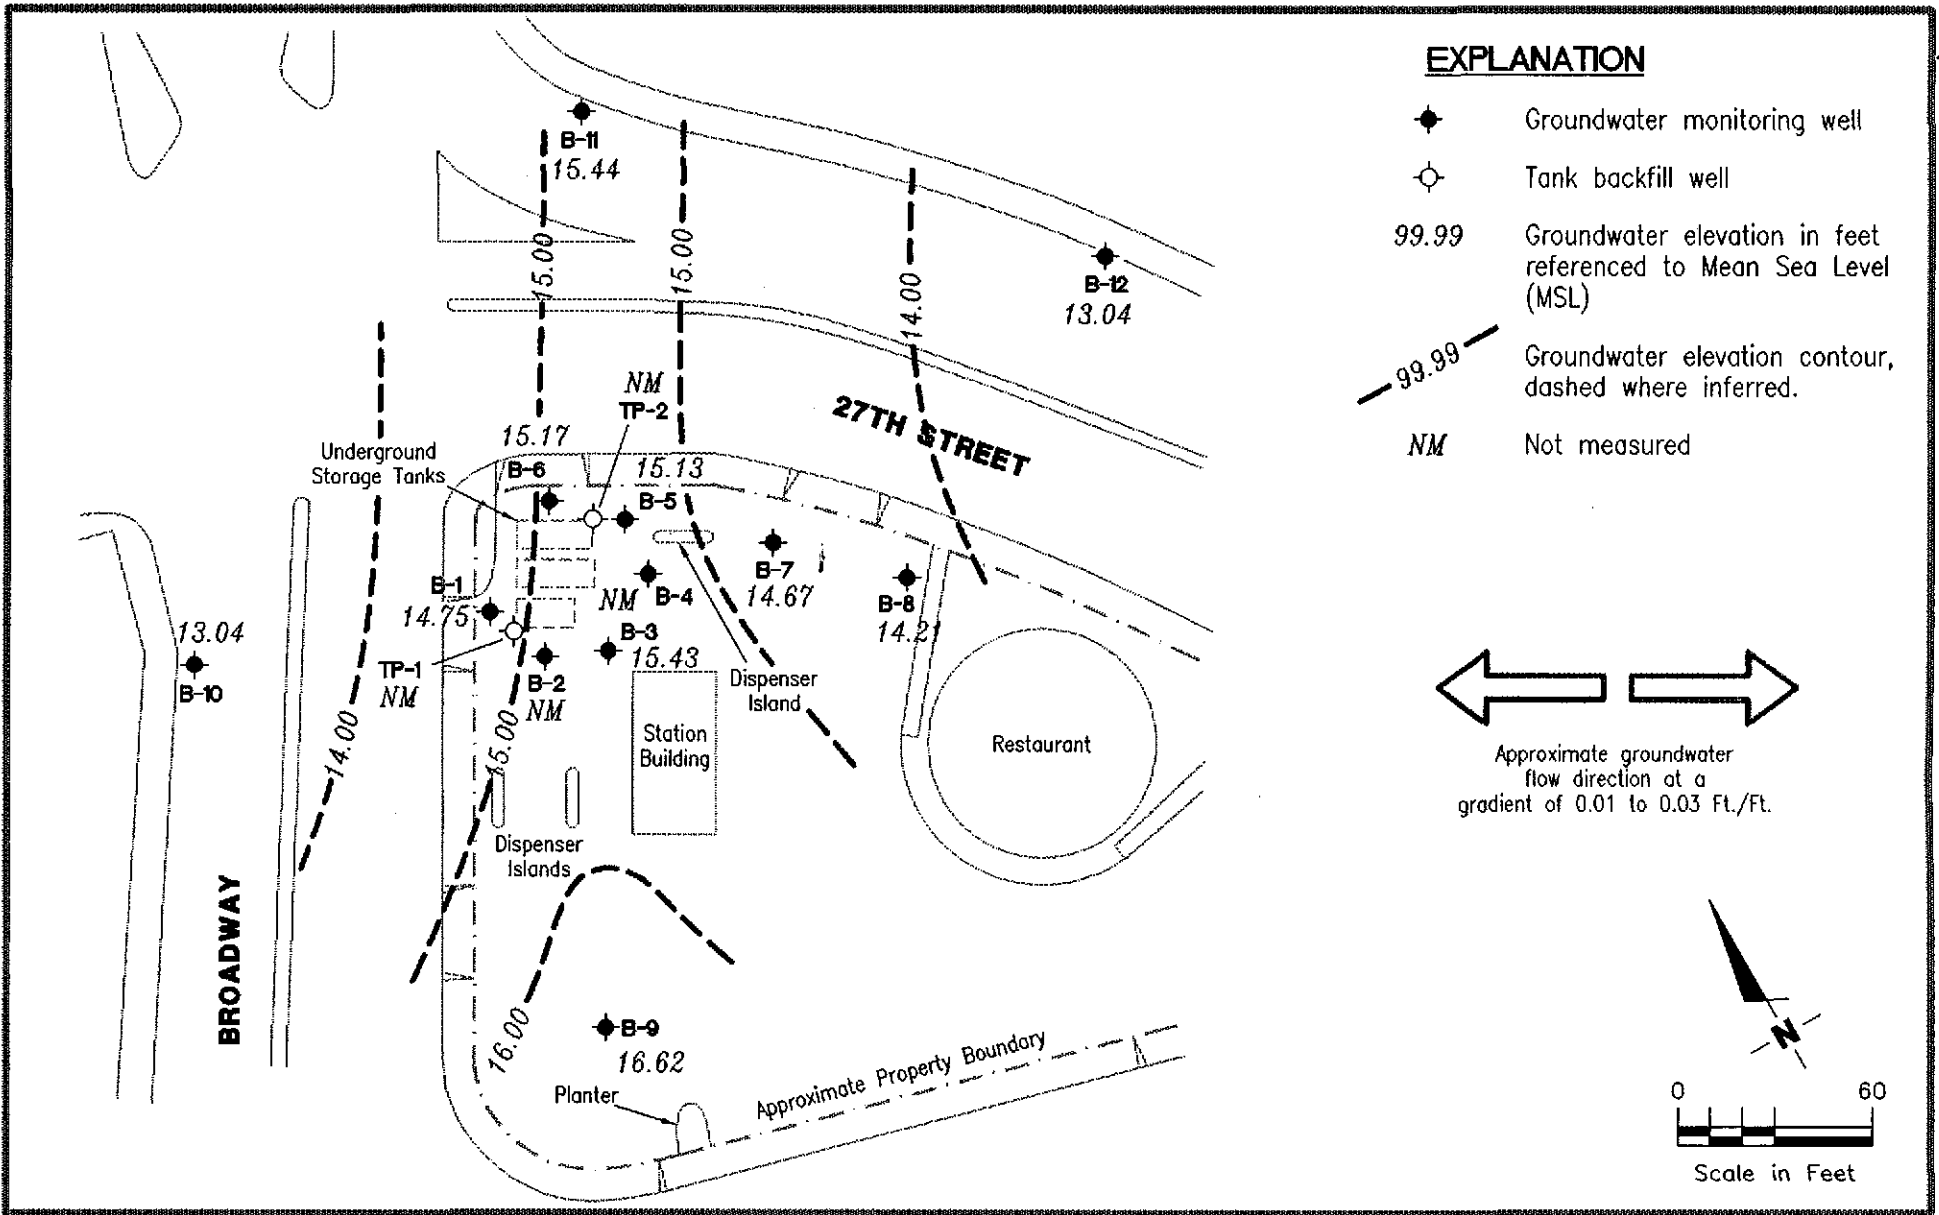 EXPLANATION
Groundwater monitoring well
Tank backfill well
99.99
Groundwater elevation in feet
referenced to Mean Sea Level
(MSL)
99.99
Groundwater elevation contour,
dashed where inferred.
NM
Not measured
B-11
15.44
15.00
15.00
14.00
B-12
13.04
27TH STREET
NM
TP-2
15.17
B-6
15.13
B-5
Underground
Storage Tanks
B-1
14.75
NM
B-4
B-7
14.67
B-8
14.21
B-3
15.43
13.04
B-10
TP-1
NM
B-2
NM
Dispenser
Island
Station
Building
Restaurant
14.00
15.00
Dispenser
Islands
BROADWAY
16.00
B-9
16.62
Planter
Approximate Property Boundary
Approximate groundwater
flow direction at a
gradient of 0.01 to 0.03 Ft./Ft.
N
0 60
Scale in Feet